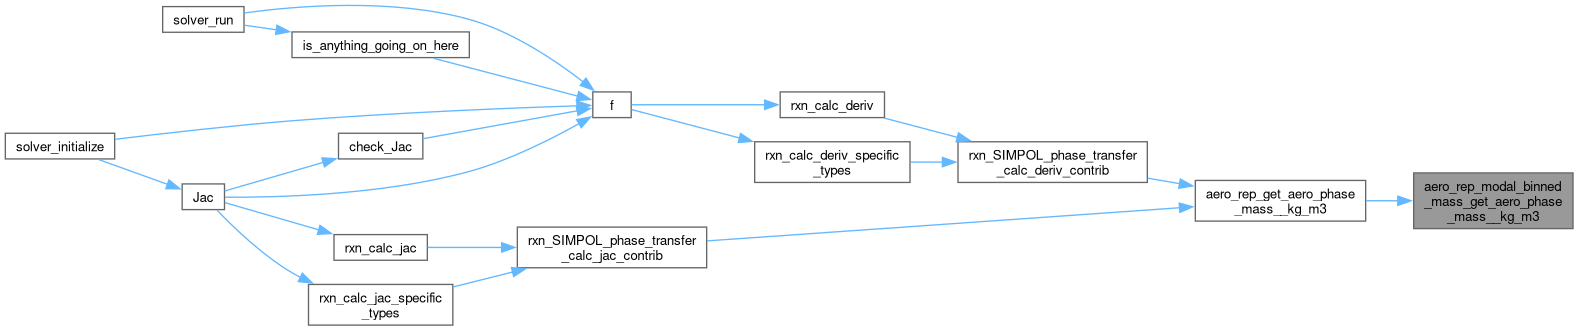 solver_run
is_anything_going_on_here
f
rxn_calc_deriv
solver_initialize
check_Jac
rxn_calc_deriv_specific
_types
rxn_SIMPOL_phase_transfer
_calc_deriv_contrib
Jac
aero_rep_get_aero_phase
_mass__kg_m3
aero_rep_modal_binned
_mass_get_aero_phase
_mass__kg_m3
rxn_calc_jac
rxn_SIMPOL_phase_transfer
_calc_jac_contrib
rxn_calc_jac_specific
_types